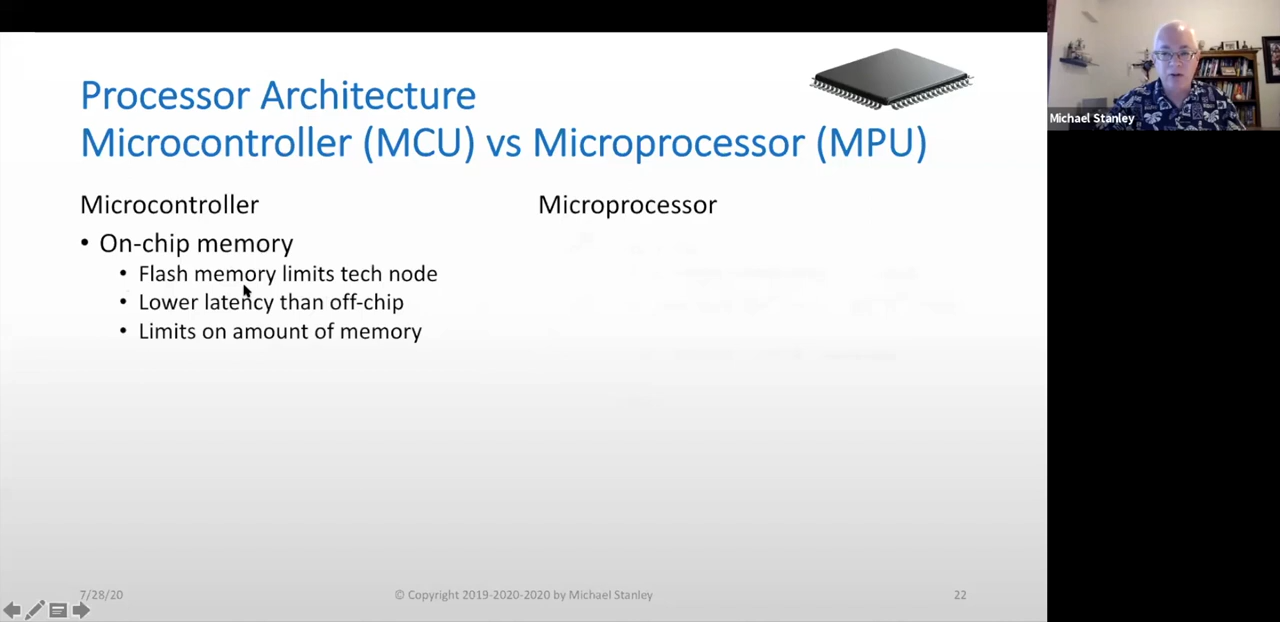 Processor Architecture
Microcontroller (MCU) vs Microprocessor (MPU)
Michael Stanley
Microcontroller
Microprocessor
• On-chip memory
• Flash memory limits tech node
• Lower latency than off-chip
• Limits on amount of memory
7/28/20
© Copyright 2019-2020-2020 by Michael Stanley
22